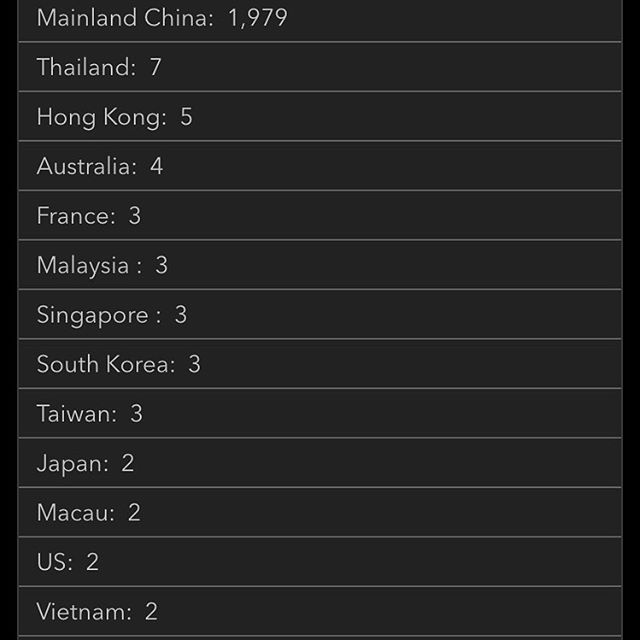 Mainland China: 1,979
Thailand: 7
Hong Kong: 5
Australia: 4
France: 3
Malaysia : 3
Singapore : 3
South Korea: 3
Taiwan: 3
Japan: 2
Macau: 2
US: 2
Vietnam: 2